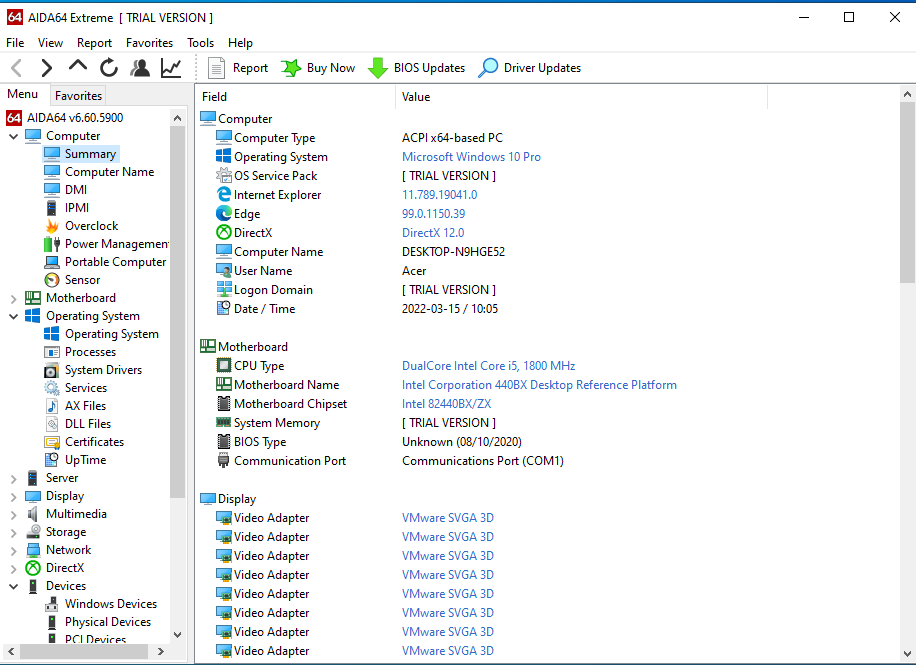 64 AIDA64 Extreme [ TRIAL VERSION ]
File View Report Favorites Tools Help
Report Buy Now BIOS Updates Driver Updates
Menu Favorites
64 AIDA64 v6.60.5900
Computer
Summary
Computer Name
DMI
IPMI
Overclock
Power Managemen
Portable Computer
Sensor
Motherboard
Operating System
Operating System
Processes
System Drivers
Services
AX Files
DLL Files
Certificates
UpTime
Server
Display
Multimedia
Storage
Network
DirectX
Devices
Windows Devices
Physical Devices
PCI Devices
Field Value
Computer
Computer Type ACPI x64-based PC
Operating System Microsoft Windows 10 Pro
OS Service Pack [ TRIAL VERSION ]
Internet Explorer 11.789.19041.0
Edge 99.0.1150.39
DirectX DirectX 12.0
Computer Name DESKTOP-N9HGE52
User Name Acer
Logon Domain [ TRIAL VERSION ]
Date / Time 2022-03-15 / 10:05
Motherboard
CPU Type DualCore Intel Core i5, 1800 MHz
Motherboard Name Intel Corporation 440BX Desktop Reference Platform
Motherboard Chipset Intel 82440BX/ZX
System Memory [ TRIAL VERSION ]
BIOS Type Unknown (08/10/2020)
Communication Port Communications Port (COM1)
Display
Video Adapter VMware SVGA 3D
Video Adapter VMware SVGA 3D
Video Adapter VMware SVGA 3D
Video Adapter VMware SVGA 3D
Video Adapter VMware SVGA 3D
Video Adapter VMware SVGA 3D
Video Adapter VMware SVGA 3D
Video Adapter VMware SVGA 3D